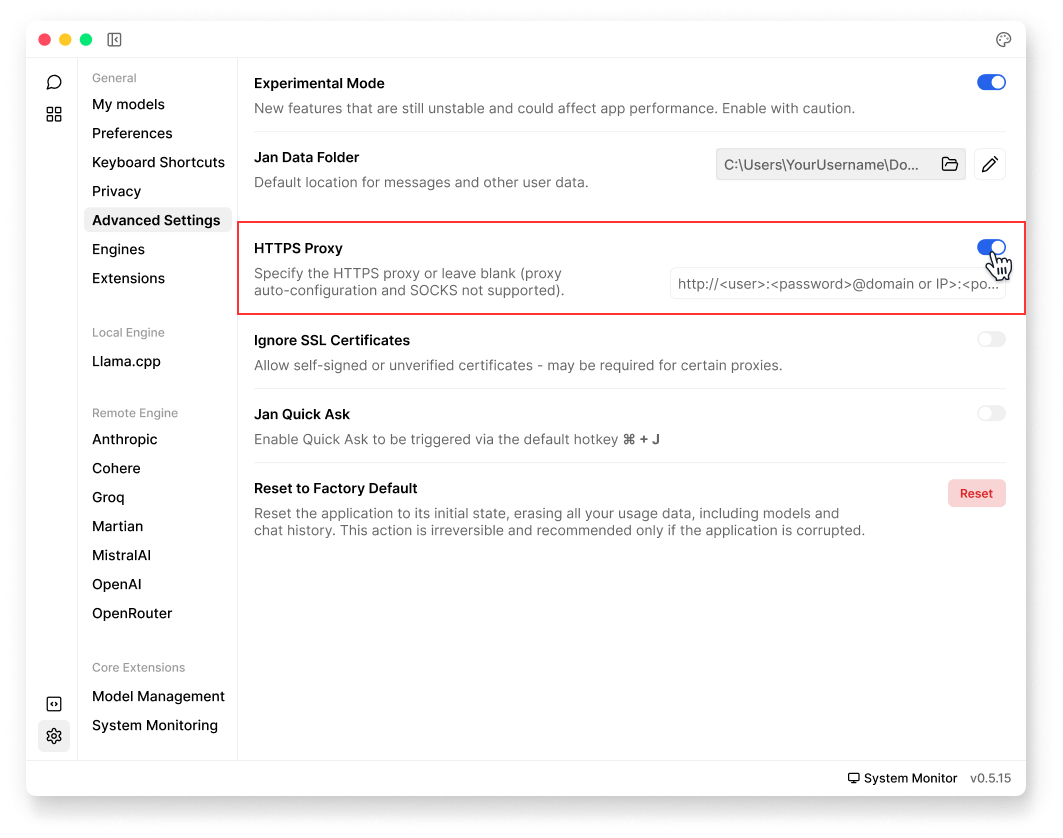 General
My models
Preferences
Keyboard Shortcuts
Privacy
Advanced Settings
Engines
Extensions
Local Engine
Llama.cpp
Remote Engine
Anthropic
Cohere
Groq
Martian
MistralAI
OpenAI
OpenRouter
Core Extensions
Model Management
System Monitoring
Experimental Mode
New features that are still unstable and could affect app performance. Enable with caution.
Jan Data Folder
Default location for messages and other user data.
C:\Users\YourUsername\Do...
HTTPS Proxy
Specify the HTTPS proxy or leave blank (proxy
auto-configuration and SOCKS not supported).
http://<user>:<password>@domain or IP>:<po...
Ignore SSL Certificates
Allow self-signed or unverified certificates - may be required for certain proxies.
Jan Quick Ask
Enable Quick Ask to be triggered via the default hotkey ⌘ + J
Reset to Factory Default
Reset the application to its initial state, erasing all your usage data, including models and
chat history. This action is irreversible and recommended only if the application is corrupted.
Reset
System Monitor v0.5.15